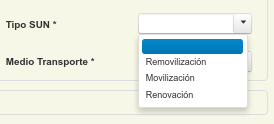 Tipo SUN *
Removilización
Medio Transporte *
Movilización
Renovación